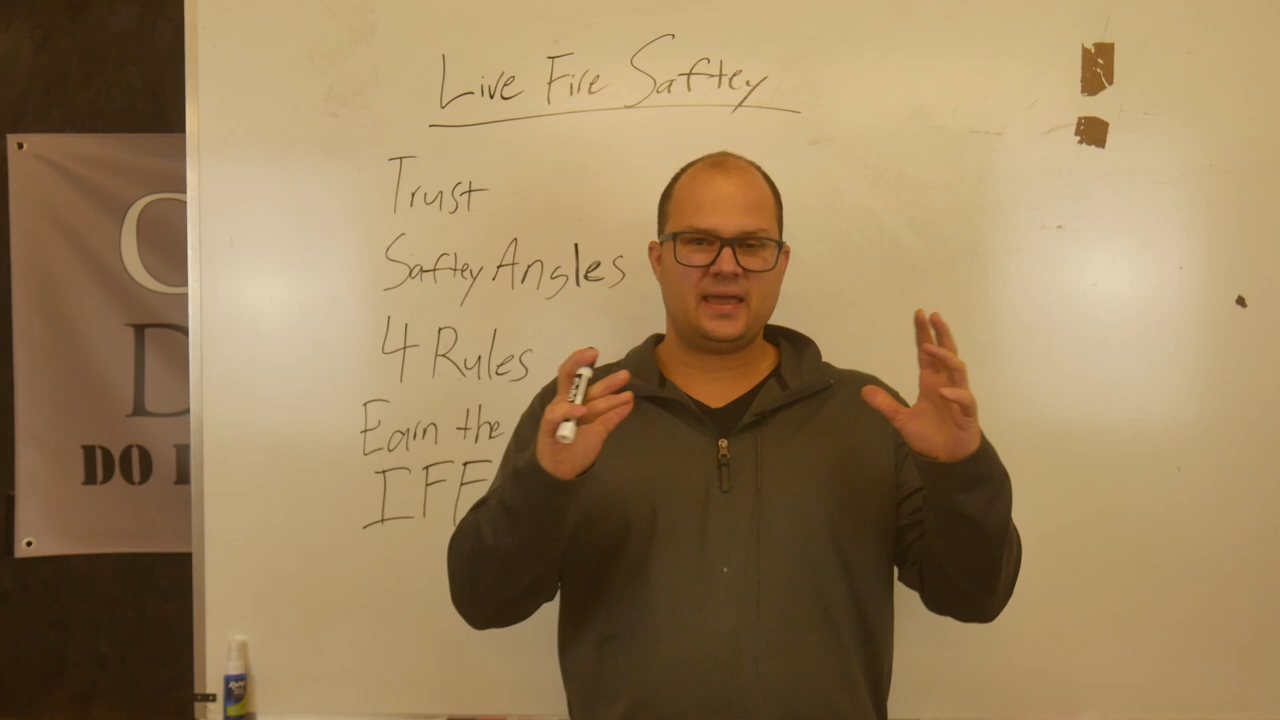 Live Fire Saftey
Trust
Saftey Angles
4 Rules
Earn the
IFF
DO